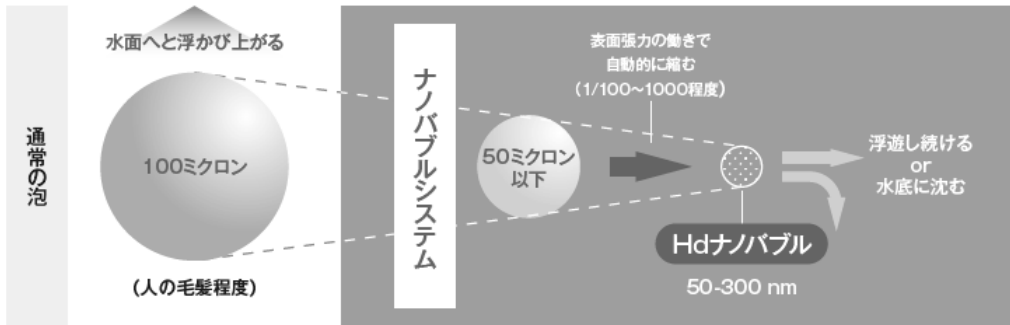 通常の泡
水面へと浮かび上がる
100ミクロン
(人の毛髪程度)
ナノバブルシステム
50ミクロン
以下
表面張力の働きで
自動的に縮む
(1/100〜1000程度)
Hdナノバブル
50-300 nm
浮遊し続ける
or
水底に沈む